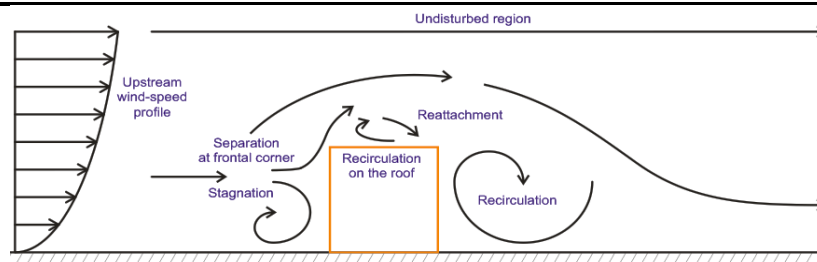 Undisturbed region
Upstream
wind-speed
profile
Reattachment
Separation
at frontal corner
Recirculation
on the roof
Stagnation
Recirculation